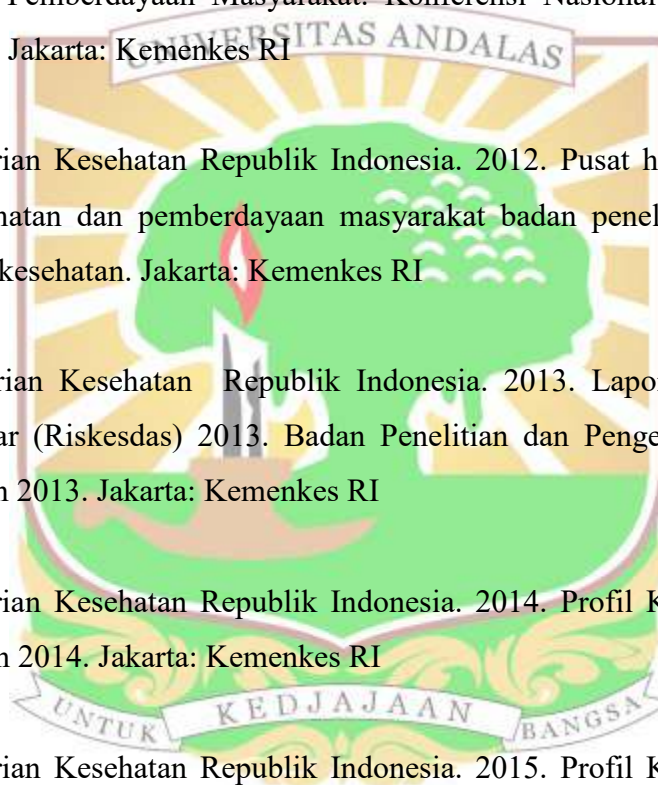 Pemberdayaan Masyarakat. Konferensi Nasional
Jakarta: Kemenkes RI
UNIVERSITAS ANDALAS
rian Kesehatan Republik Indonesia. 2012. Pusat h
hatan dan pemberdayaan masyarakat badan penel
kesehatan. Jakarta: Kemenkes RI
rian Kesehatan Republik Indonesia. 2013. Lapor
ar (Riskesdas) 2013. Badan Penelitian dan Penge
n 2013. Jakarta: Kemenkes RI
rian Kesehatan Republik Indonesia. 2014. Profil K
n 2014. Jakarta: Kemenkes RI
UNTUK KEDJAJAAN BANGSA
rian Kesehatan Republik Indonesia. 2015. Profil K